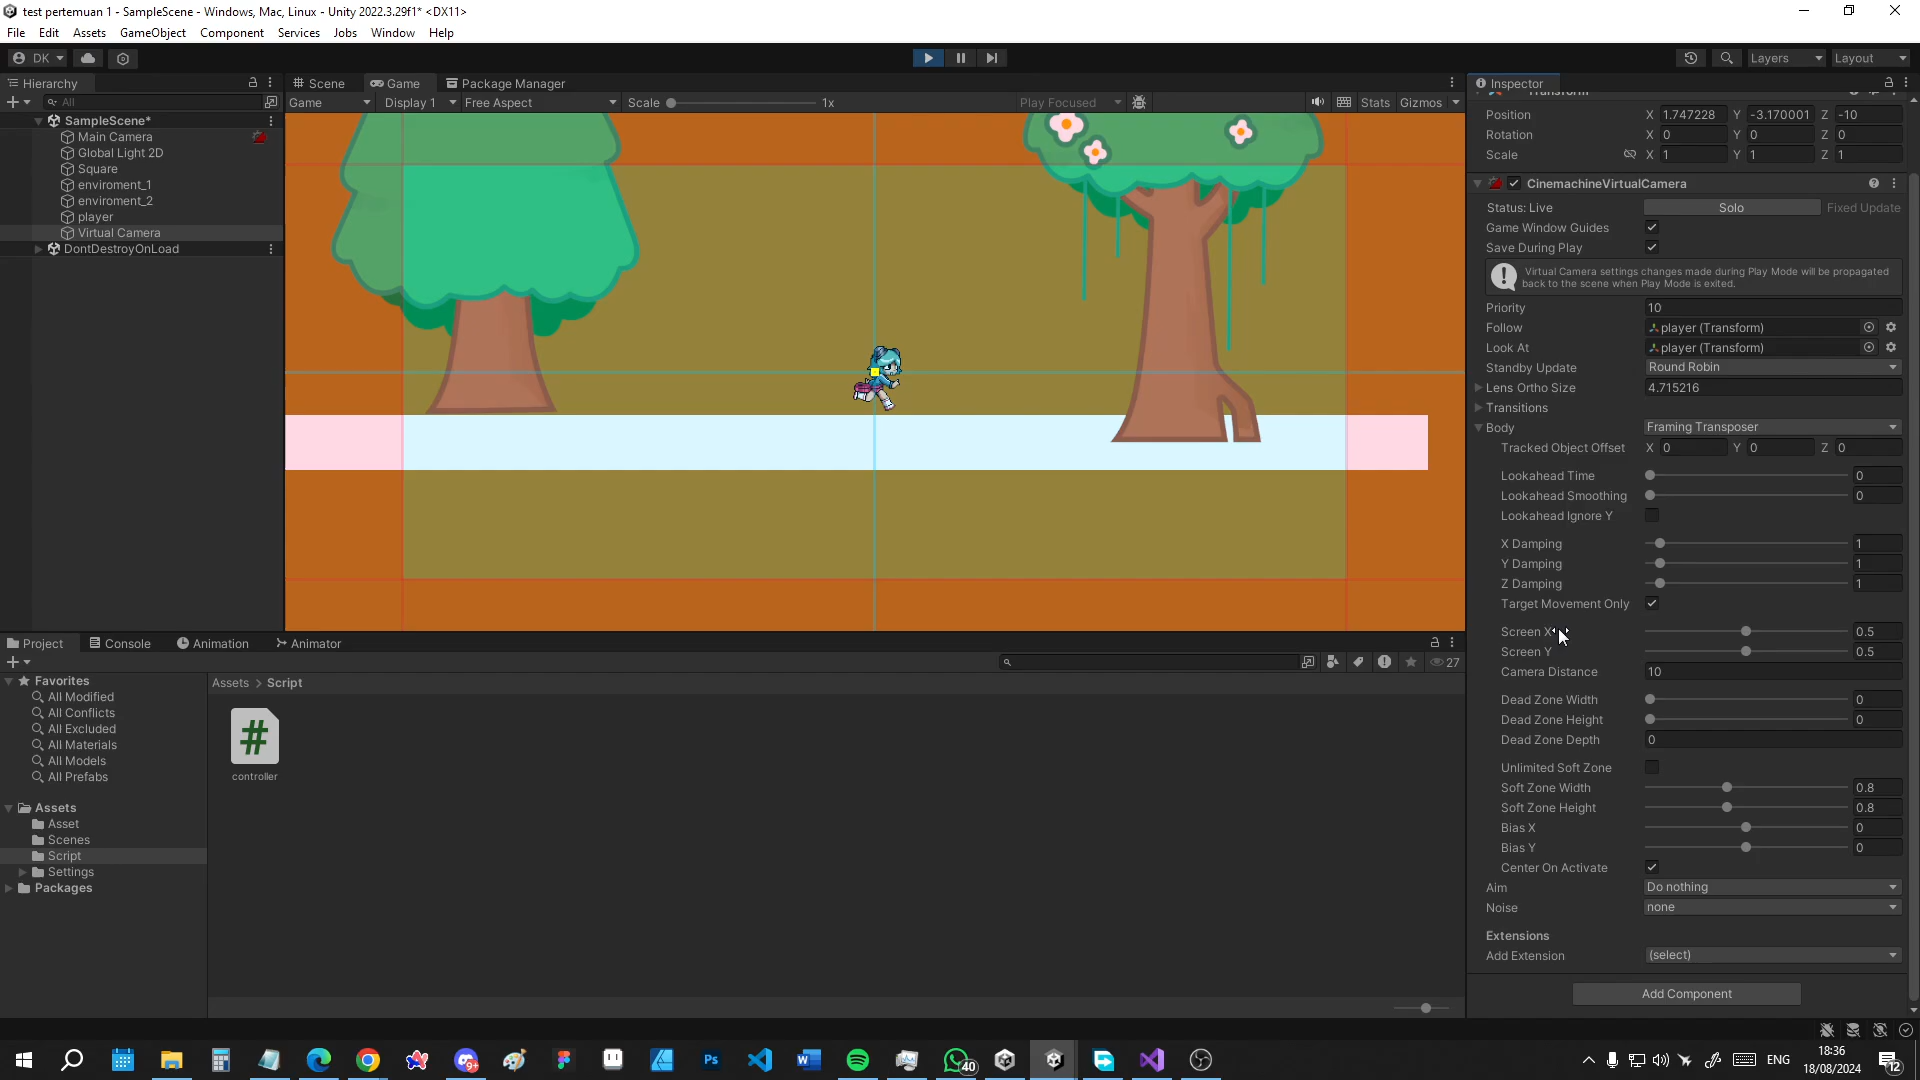 test pertemuan 1 - SampleScene - Windows, Mac, Linux - Unity 2022.3.29f1* <DX11>
File Edit Assets GameObject Component Services Jobs Window Help
DK Layers Layout
Hierarchy
Scene Game Package Manager
Inspector
All
Game Display 1 Free Aspect Scale 1x Play Focused Stats Gizmos
SampleScene*
Main Camera
Global Light 2D
Square
enviroment_1
enviroment_2
player
Virtual Camera
DontDestroyOnLoad
Transform
Position X 1.747228 Y -3.170001 Z -10
Rotation X 0 Y 0 Z 0
Scale X 1 Y 1 Z 1
CinemachineVirtualCamera
Status: Live Solo Fixed Update
Game Window Guides
Save During Play
Virtual Camera settings changes made during Play Mode will be propagated
back to the scene when Play Mode is exited.
Priority 10
Follow player (Transform)
Look At player (Transform)
Standby Update Round Robin
Lens Ortho Size 4.715216
Transitions
Body Framing Transposer
Tracked Object Offset X 0 Y 0 Z 0
Lookahead Time 0
Lookahead Smoothing 0
Lookahead Ignore Y
X Damping 1
Y Damping 1
Z Damping 1
Target Movement Only
Screen X 0.5
Screen Y 0.5
Camera Distance 10
Dead Zone Width 0
Dead Zone Height 0
Dead Zone Depth 0
Unlimited Soft Zone
Soft Zone Width 0.8
Soft Zone Height 0.8
Bias X 0
Bias Y 0
Center On Activate
Aim Do nothing
Noise none
Extensions
Add Extension (select)
Add Component
Project Console Animation Animator
27
Favorites
All Modified
All Conflicts
All Excluded
All Materials
All Models
All Prefabs
Assets
Asset
Scenes
Script
Settings
Packages
Assets > Script
#
controller
Ps
9+
40
ENG
18:36
18/08/2024
12